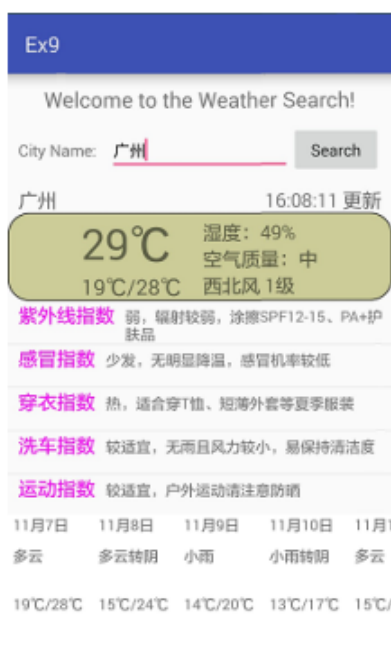 Ex9
Welcome to the Weather Search!
City Name: 广州 Search
广州 16:08:11 更新
29℃ 湿度：49%
空气质量：中
19℃/28℃ 西北风 1级
紫外线指数 弱，辐射较弱，涂擦SPF12-15、PA+护
肤品
感冒指数 少发，无明显降温，感冒机率较低
穿衣指数 热，适合穿T恤、短薄外套等夏季服装
洗车指数 较适宜，无雨且风力较小，易保持清洁度
运动指数 较适宜，户外运动请注意防晒
11月7日 11月8日 11月9日 11月10日 11月1
多云 多云转阴 小雨 小雨转阴 多云
19℃/28℃ 15℃/24℃ 14℃/20℃ 13℃/17℃ 15℃/